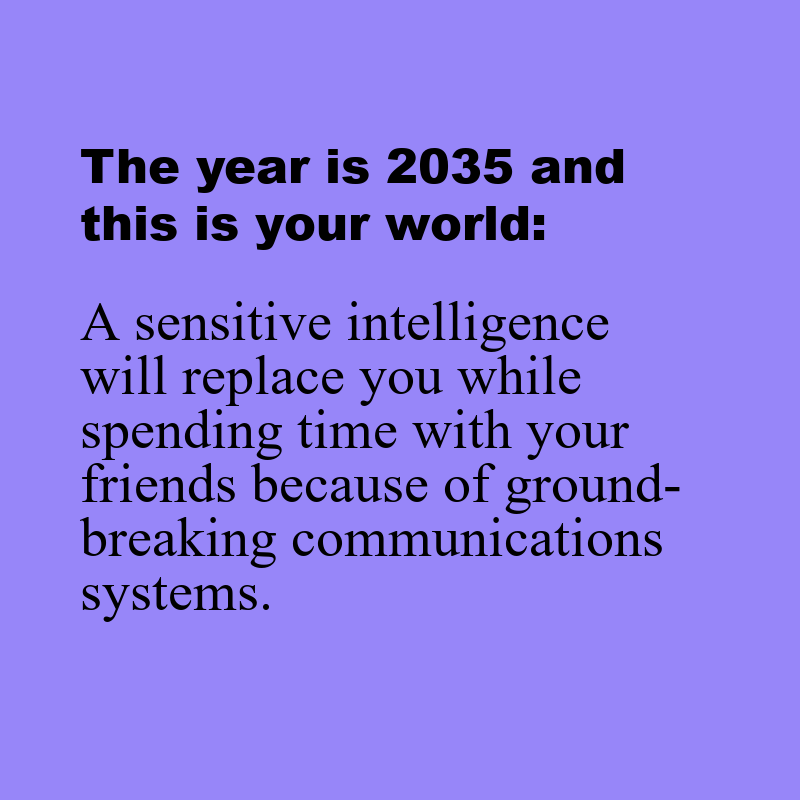 The year is 2035 and
this is your world:
A sensitive intelligence
will replace you while
spending time with your
friends because of ground-
breaking communications
systems.